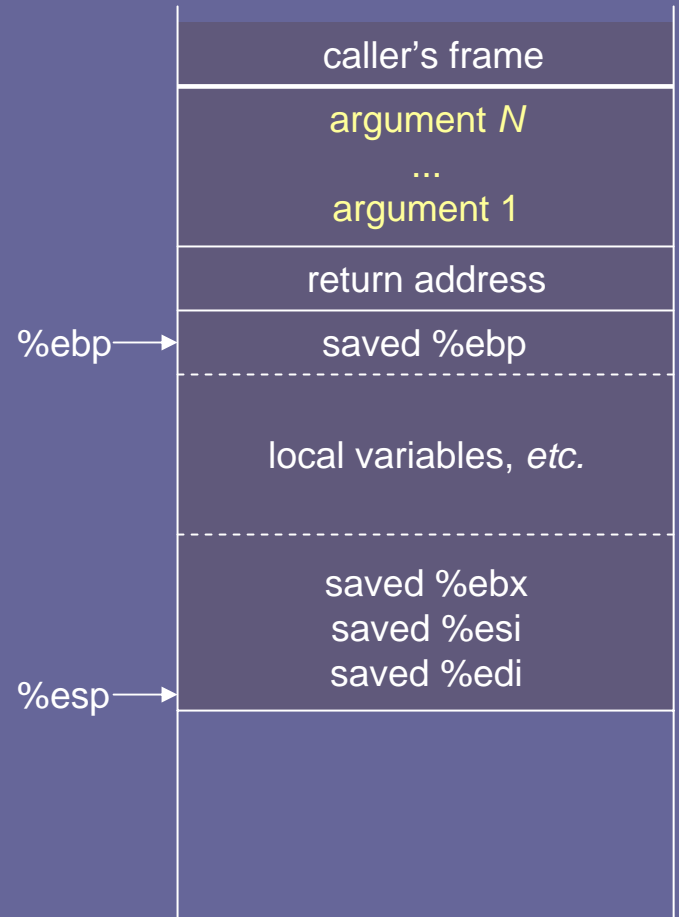 caller’s frame
argument N
...
argument 1
return address
%ebp
saved %ebp
local variables, etc.
saved %ebx
saved %esi
saved %edi
%esp